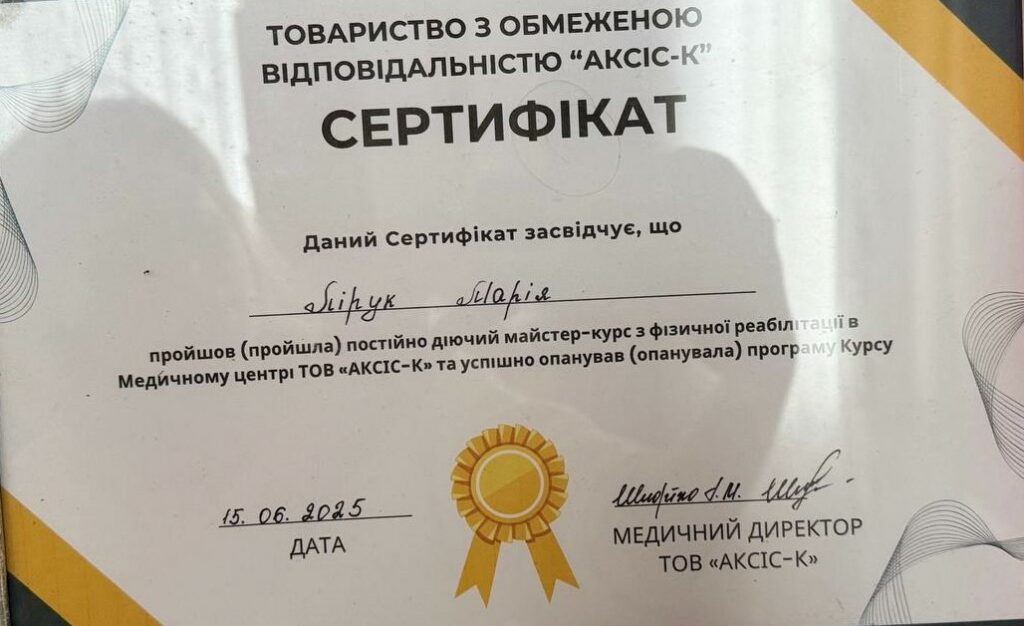 ТОВАРИСТВО З ОБМЕЖЕНОЮ
ВІДПОВІДАЛЬНІСТЮ “АКСІС-К”
СЕРТИФІКАТ
Даний Сертифікат засвідчує, що
Пірук Марія
пройшов (пройшла) постійно діючий майстер-курс з фізичної реабілітації в
Медичному центрі ТОВ «АКСІС-К» та успішно опанував (опанувала) програму Курсу
15. 06. 2025
ДАТА
МЕДИЧНИЙ ДИРЕКТОР
ТОВ «АКСІС-К»